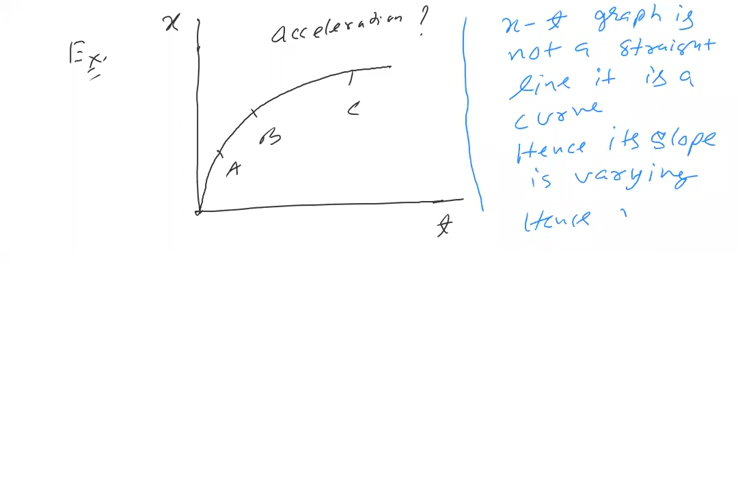 x
acceleration ?
Ex.
A
B
C
t
x-t graph is
not a straight
line it is a
curve
Hence its slope
is varying
Hence